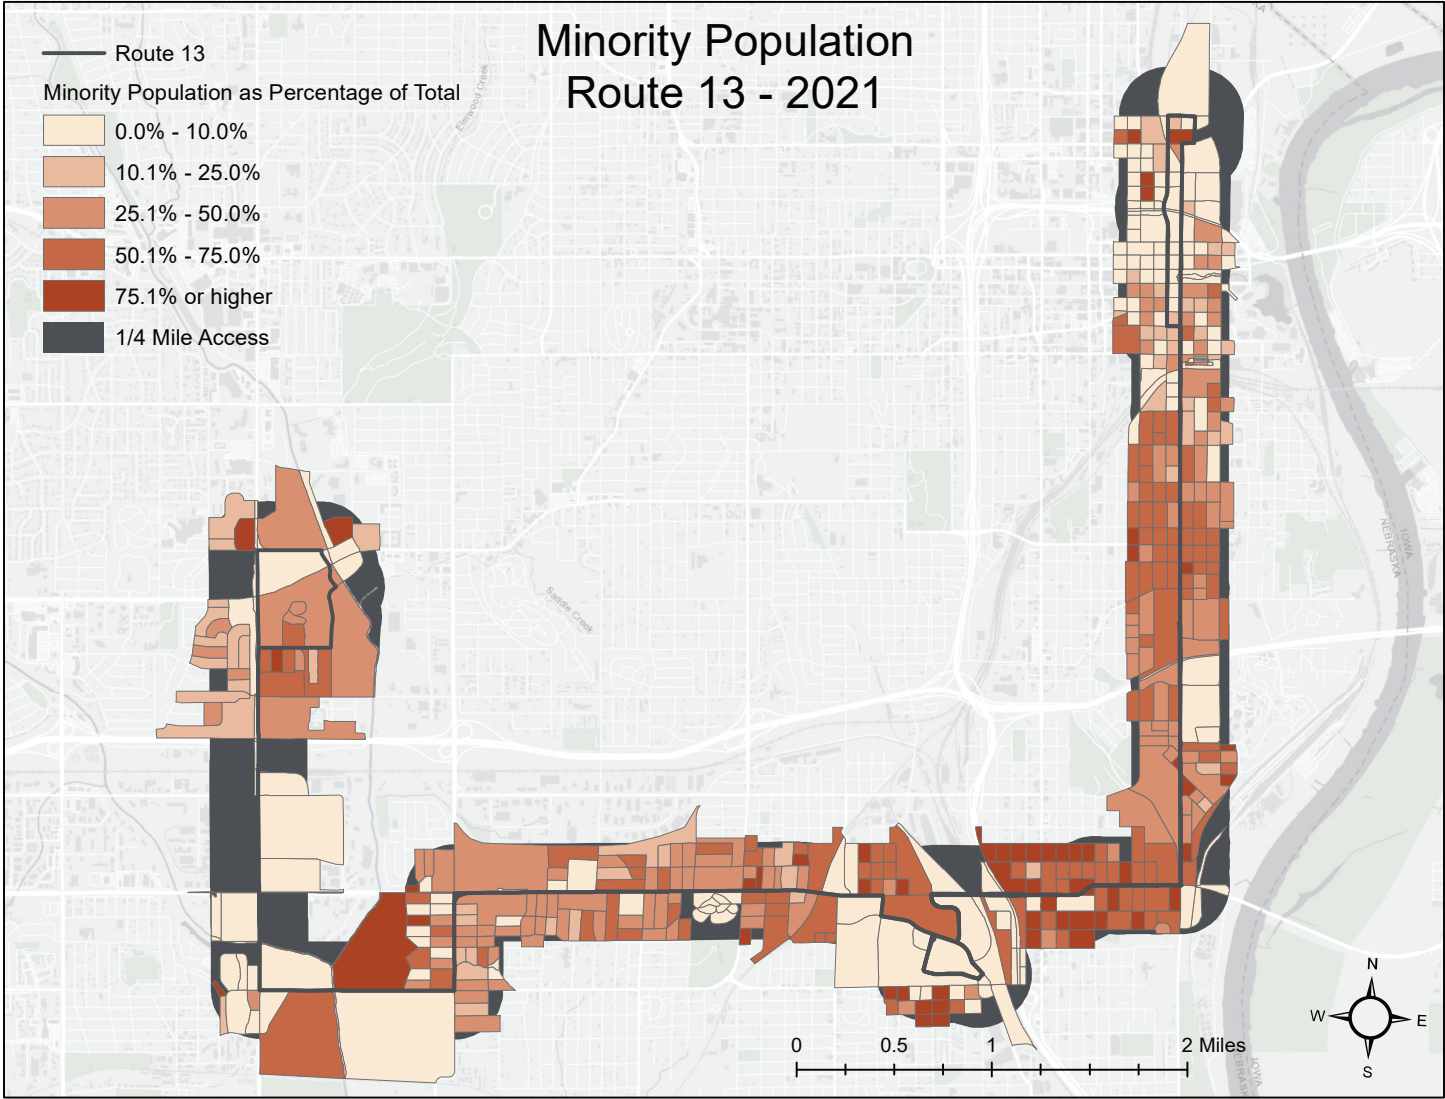 Minority Population
Route 13 - 2021
Route 13
Minority Population as Percentage of Total
0.0% - 10.0%
10.1% - 25.0%
25.1% - 50.0%
50.1% - 75.0%
75.1% or higher
1/4 Mile Access
Elmwood Creek
Saddle Creek
IOWA
NEBRASKA
N
W
E
S
0
0.5
1
2 Miles
IOWA